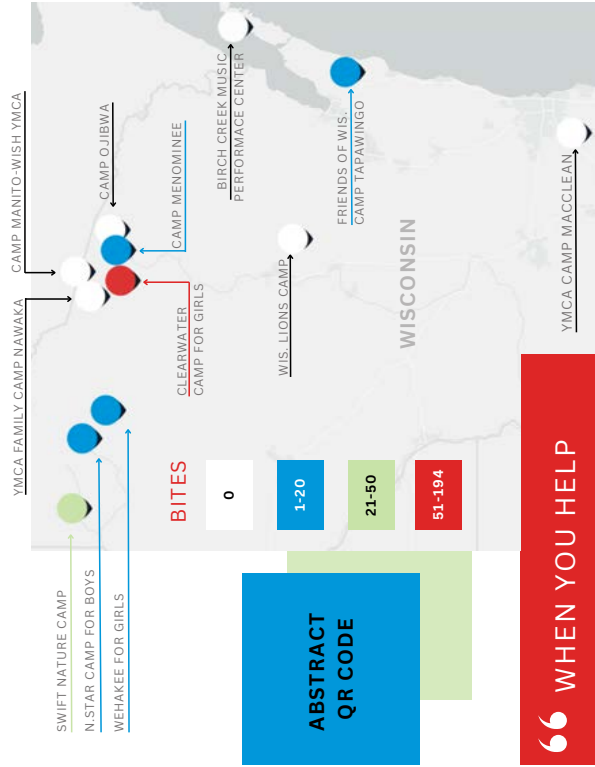 SWIFT NATURE CAMP
N.STAR CAMP FOR BOYS
WEHAKEE FOR GIRLS
YMCA FAMILY CAMP NAWAKA
CAMP MANITO-WISH YMCA
CAMP OJIBWA
CAMP MENOMINEE
CLEARWATER
CAMP FOR GIRLS
BIRCH CREEK MUSIC
PERFORMACE CENTER
WIS. LIONS CAMP
FRIENDS OF WIS.
CAMP TAPAWINGO
WISCONSIN
YMCA CAMP MACCLEAN
BITES
0
1-20
21-50
51-194
ABSTRACT
QR CODE
“ WHEN YOU HELP